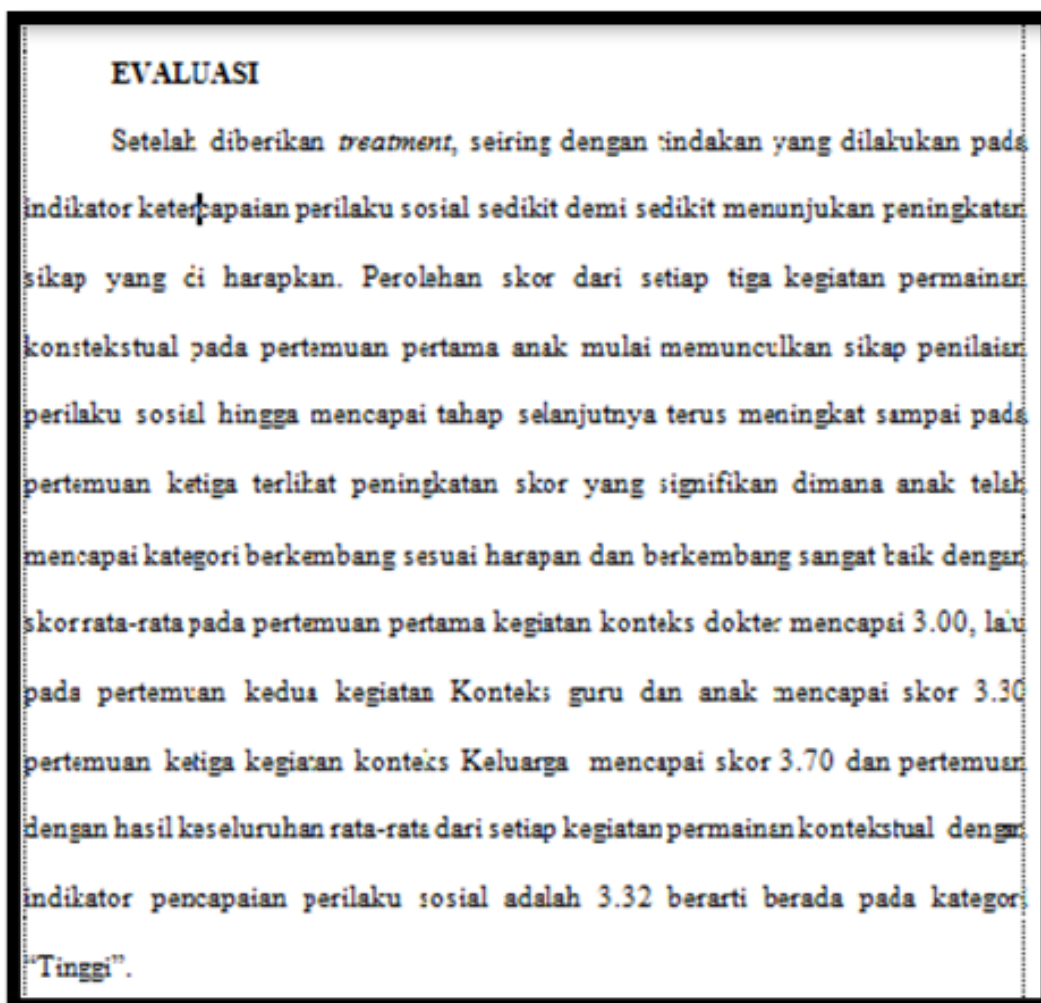 EVALUASI
Setelah diberikan treatment, seiring dengan tindakan yang dilakukan pada
indikator ketercapaian perilaku sosial sedikit demi sedikit menunjukan peningkatan
sikap yang di harapkan. Perolehan skor dari setiap tiga kegiatan permainan
konstekstual pada pertemuan pertama anak mulai memunculkan sikap penilaian
perilaku sosial hingga mencapai tahap selanjutnya terus meningkat sampai pada
pertemuan ketiga terlihat peningkatan skor yang signifikan dimana anak telah
mencapai kategori berkembang sesuai harapan dan berkembang sangat baik dengan
skor rata-rata pada pertemuan pertama kegiatan konteks dokter mencapai 3.00, lalu
pada pertemuan kedua kegiatan Konteks guru dan anak mencapai skor 3.30
pertemuan ketiga kegiatan konteks Keluarga mencapai skor 3.70 dan pertemuan
dengan hasil keseluruhan rata-rata dari setiap kegiatan permainan kontekstual dengan
indikator pencapaian perilaku sosial adalah 3.32 berarti berada pada kategori
“Tinggi”.